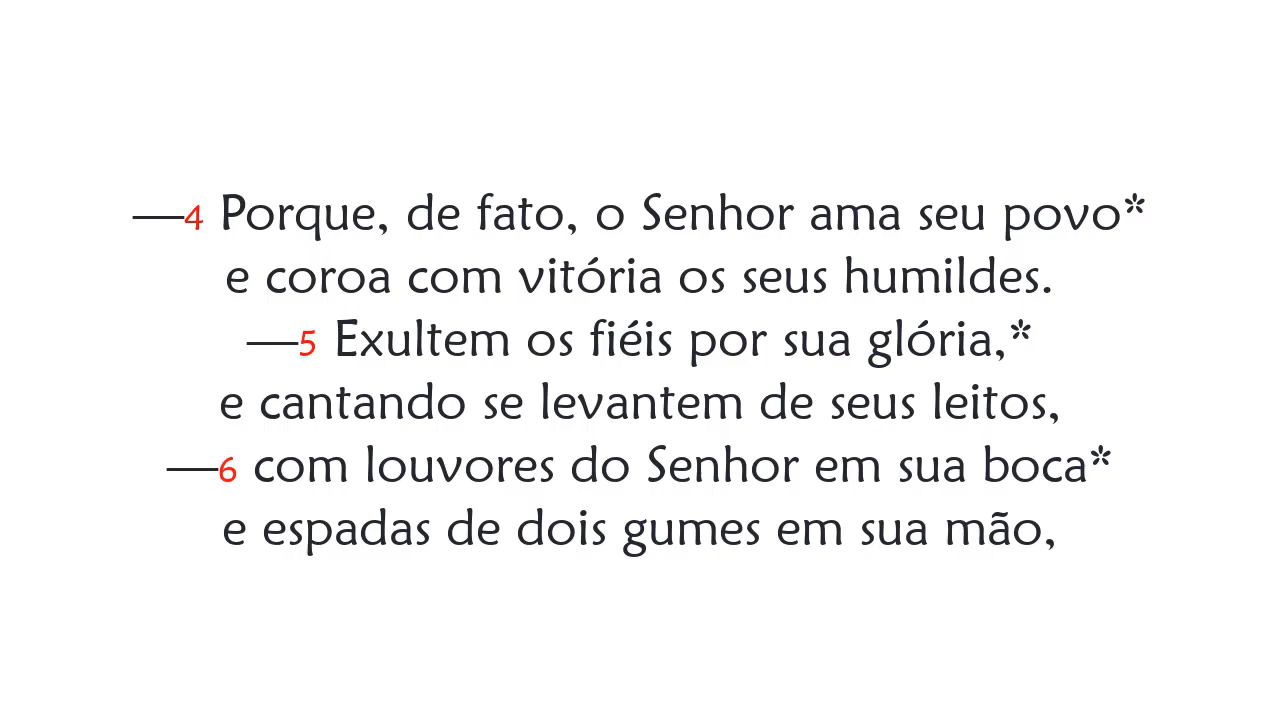 —4 Porque, de fato, o Senhor ama seu povo*
e coroa com vitória os seus humildes.
—5 Exultem os fiéis por sua glória,*
e cantando se levantem de seus leitos,
—6 com louvores do Senhor em sua boca*
e espadas de dois gumes em sua mão,